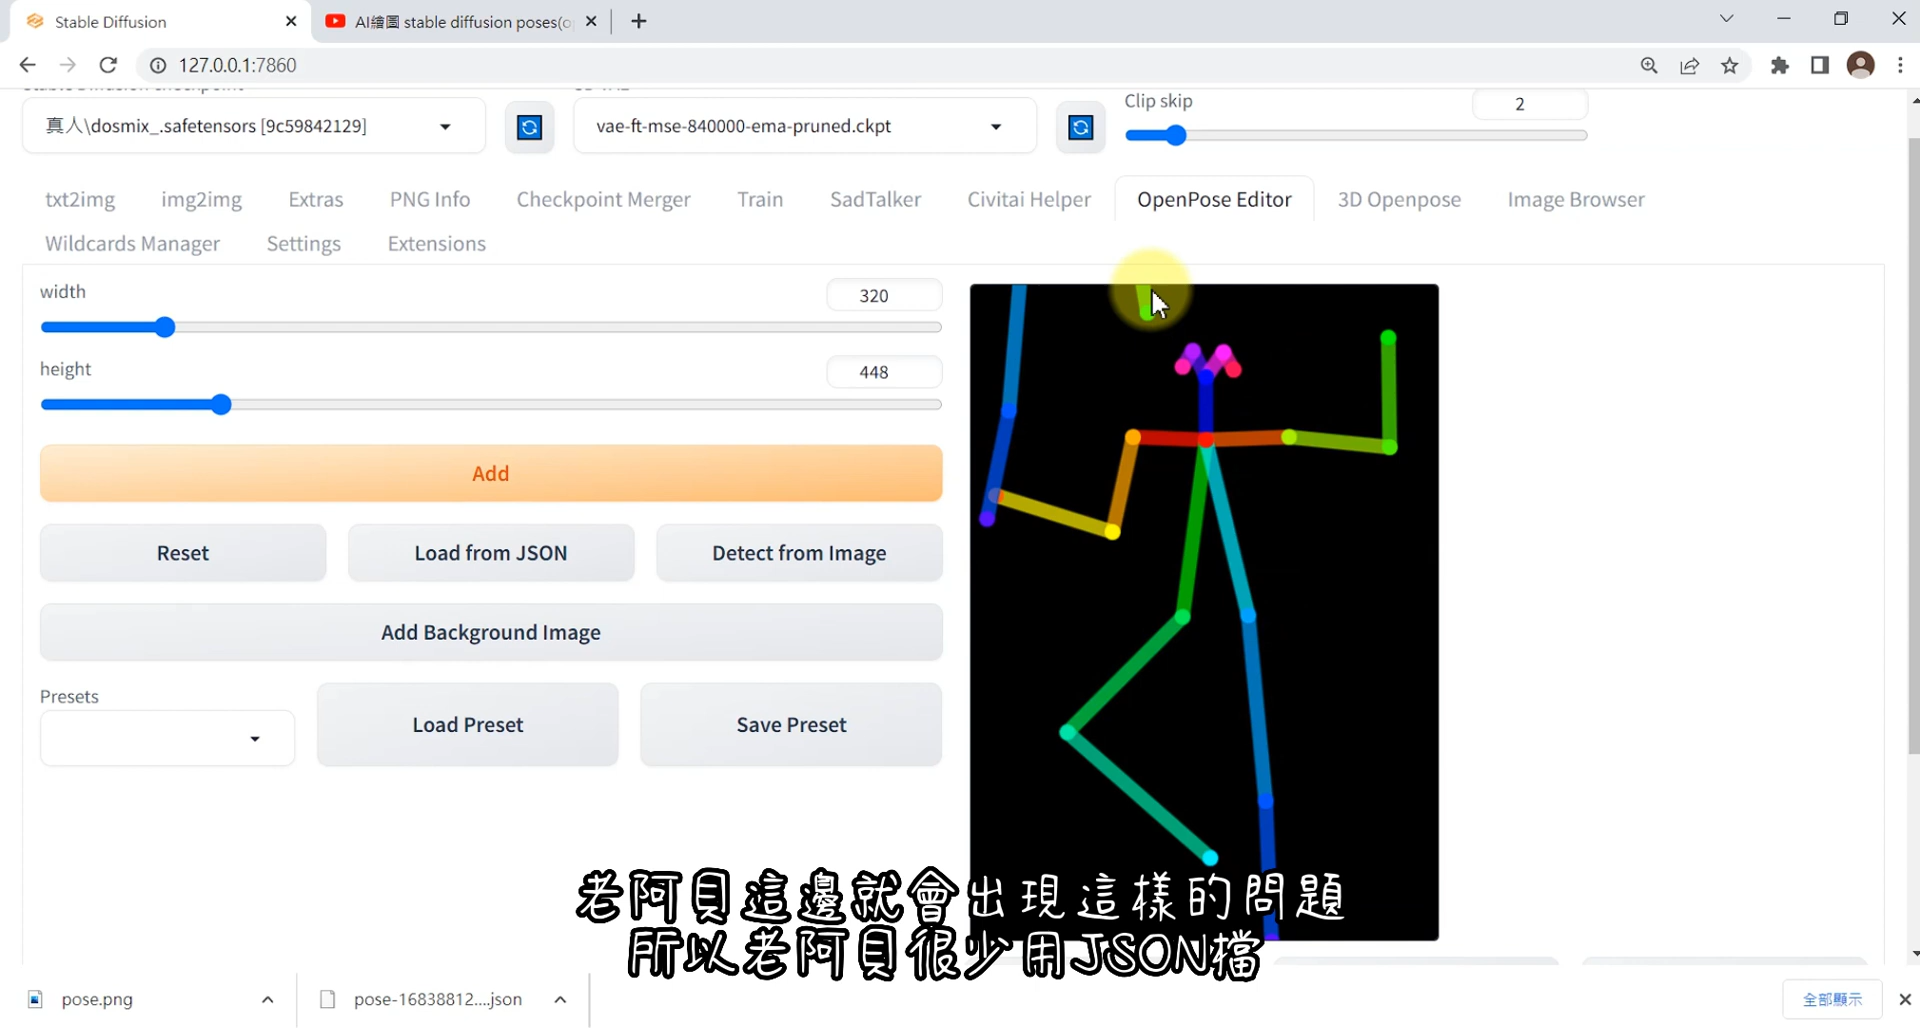 Stable Diffusion
AI繪圖 stable diffusion poses(o
127.0.0.1:7860
真人\dosmix_.safetensors [9c59842129]
vae-ft-mse-840000-ema-pruned.ckpt
Clip skip
2
txt2img
img2img
Extras
PNG Info
Checkpoint Merger
Train
SadTalker
Civitai Helper
OpenPose Editor
3D Openpose
Image Browser
Wildcards Manager
Settings
Extensions
width
320
height
448
Add
Reset
Load from JSON
Detect from Image
Add Background Image
Presets
Load Preset
Save Preset
老阿貝這邊就會出現這樣的問題
所以老阿貝很少用JSON檔
pose.png
pose-16838812....json
全部顯示